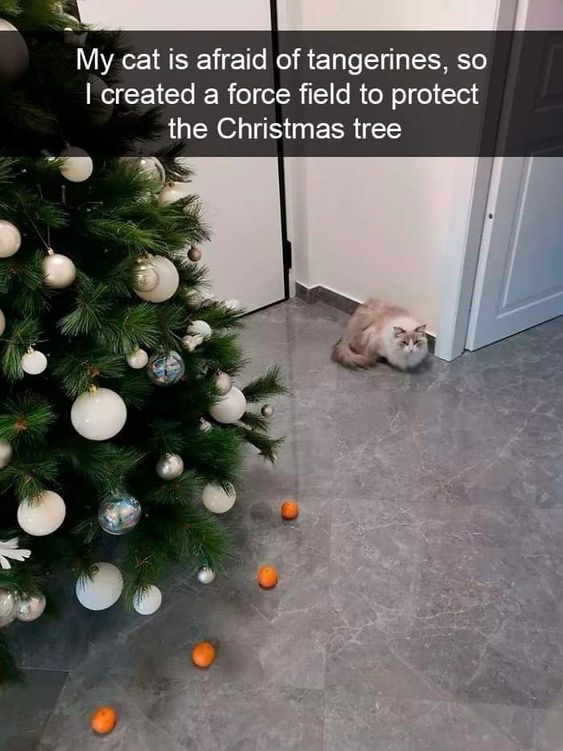 My cat is afraid of tangerines, so
I created a force field to protect
the Christmas tree